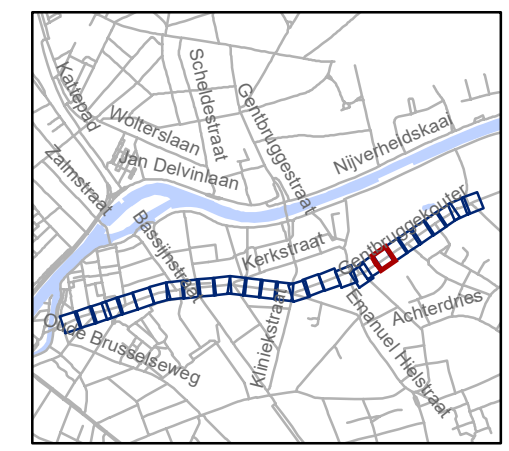 Kattepad
Scheldestraat
Gentbruggestraat
Wolterslaan
Nijverheidskaai
Jan Delvinlaan
Zalmstraat
Bassijnstraat
Gentbruggekouter
Kerkstraat
Achterdries
Oude Brusselseweg
Kliniekstraat
Emanuel Hielstraat